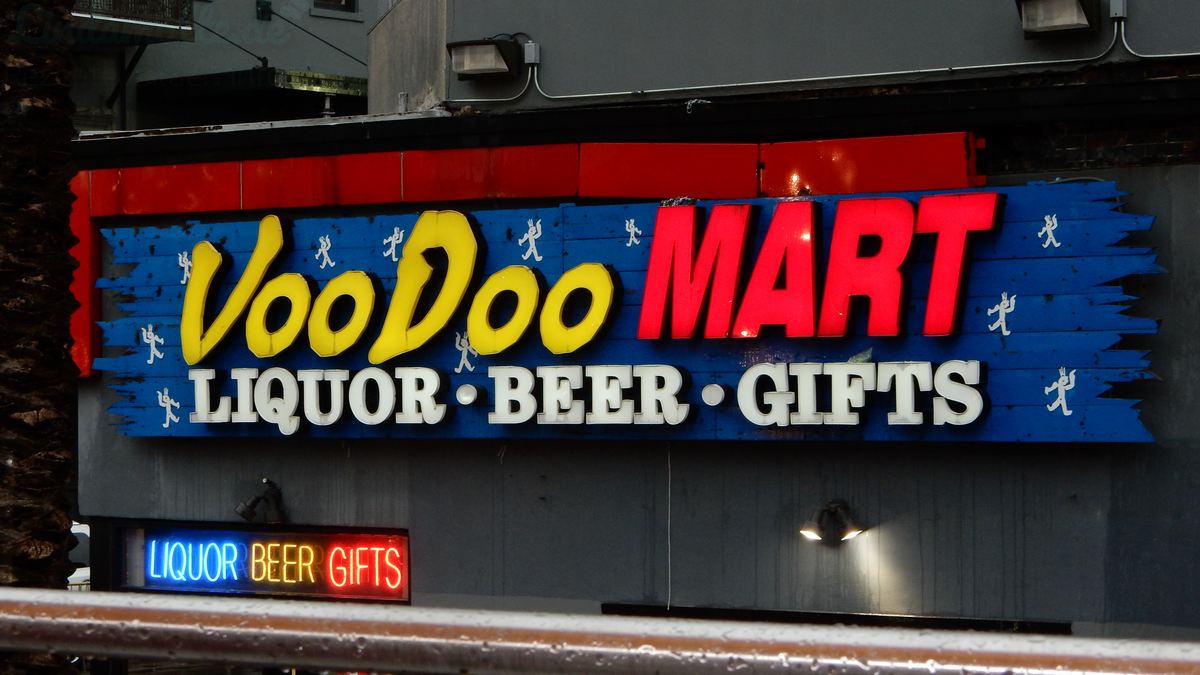 VooDoo MART
LIQUOR • BEER • GIFTS
LIQUOR BEER GIFTS